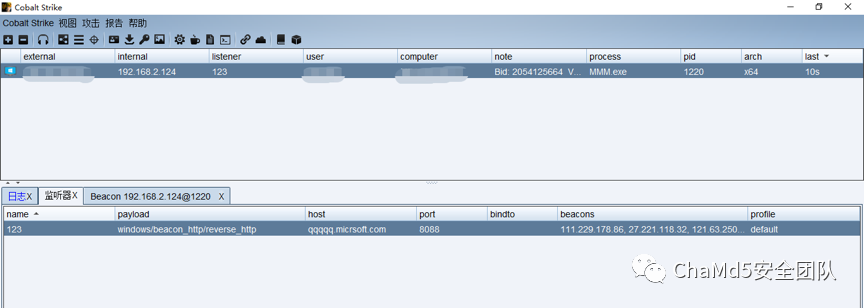 Cobalt Strike
Cobalt Strike 视图 攻击 报告 帮助
external internal listener user computer note process pid arch last
192.168.2.124 123 Bid: 2054125664 V... MMM.exe 1220 x64 10s
日志X 监听器X Beacon 192.168.2.124@1220 X
name payload host port bindto beacons profile
123 windows/beacon_http/reverse_http qqqqq.micrsoft.com 8088 111.229.178.86, 27.221.118.32, 121.63.250... default
ChaMd5安全团队